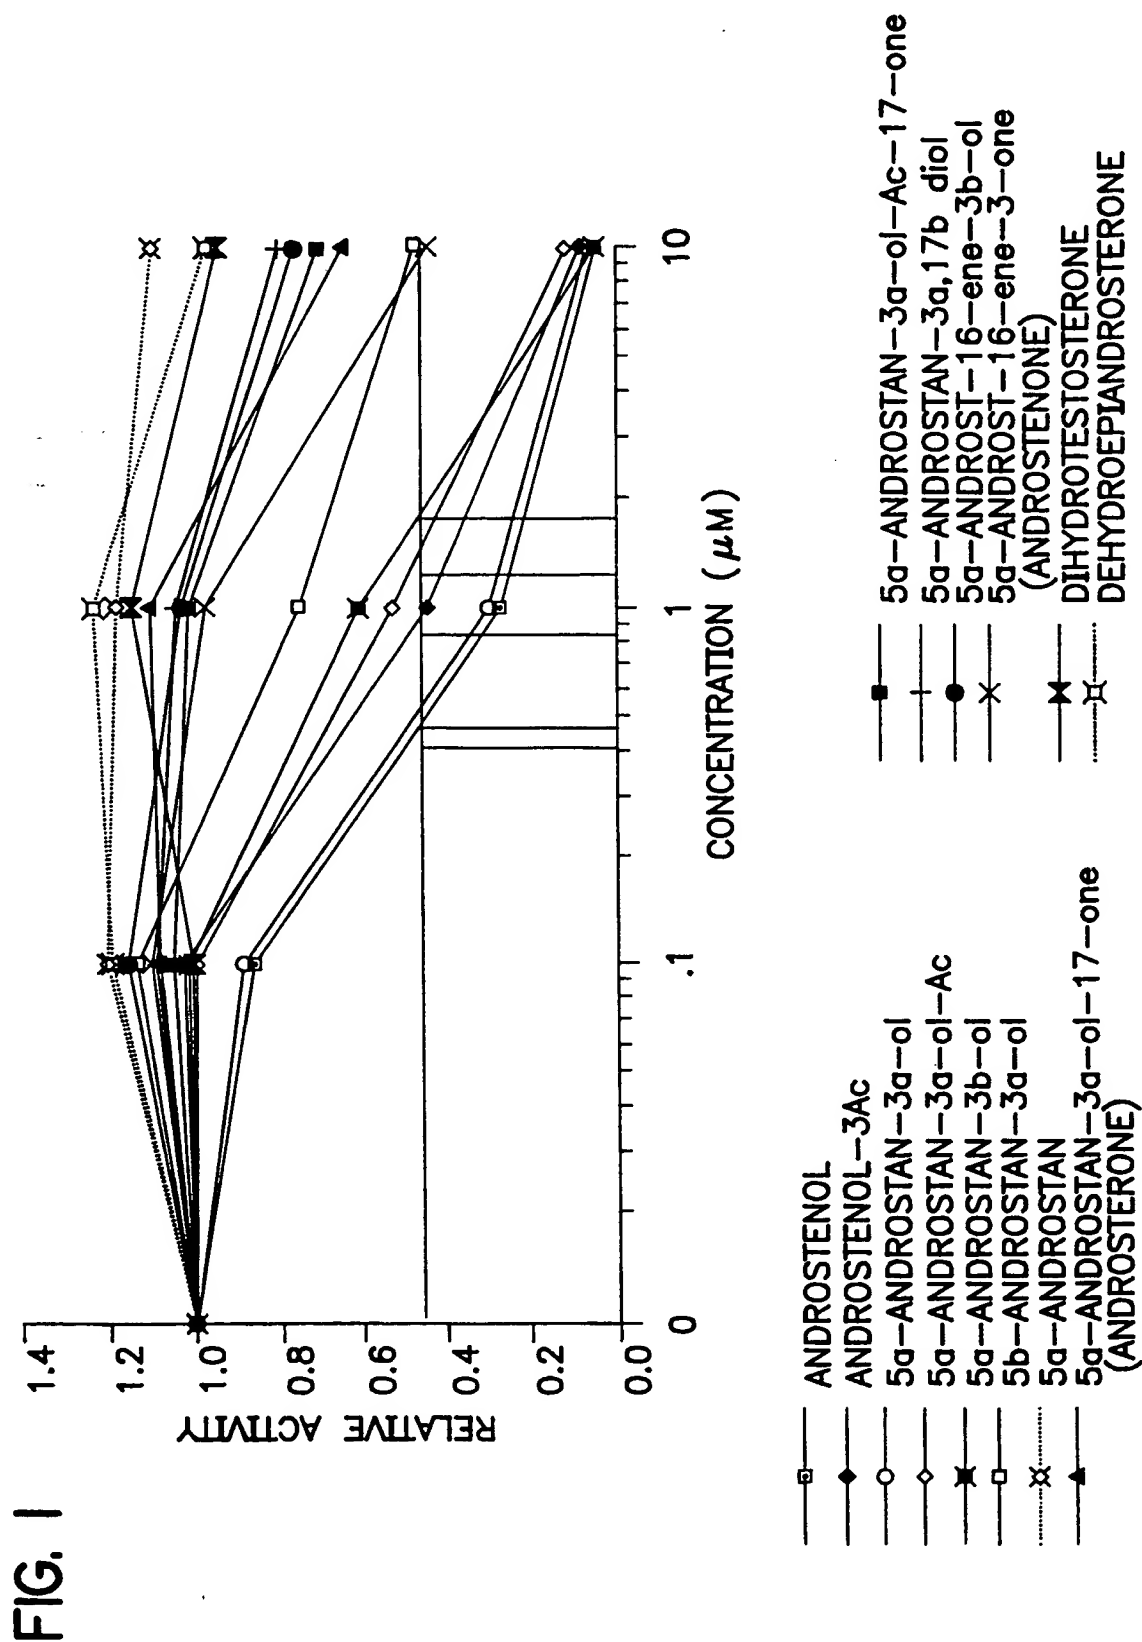 FIG. 1
RELATIVE ACTIVITY
1.4
1.2
1.0
0.8
0.6
0.4
0.2
0.0
0
.1
1
10
CONCENTRATION (μM)
ANDROSTENOL
ANDROSTENOL-3Ac
5a-ANDROSTAN-3a-ol
5a-ANDROSTAN-3a-ol-Ac
5a-ANDROSTAN-3b-ol
5b-ANDROSTAN-3a-ol
5a-ANDROSTAN
5a-ANDROSTAN-3a-ol-17-one
(ANDROSTERONE)
5a-ANDROSTAN-3a-ol-Ac-17-one
5a-ANDROSTAN-3a,17b diol
5a-ANDROST-16-ene-3b-ol
5a-ANDROST-16-ene-3-one
(ANDROSTENONE)
DIHYDROTESTOSTERONE
DEHYDROEPIANDROSTERONE